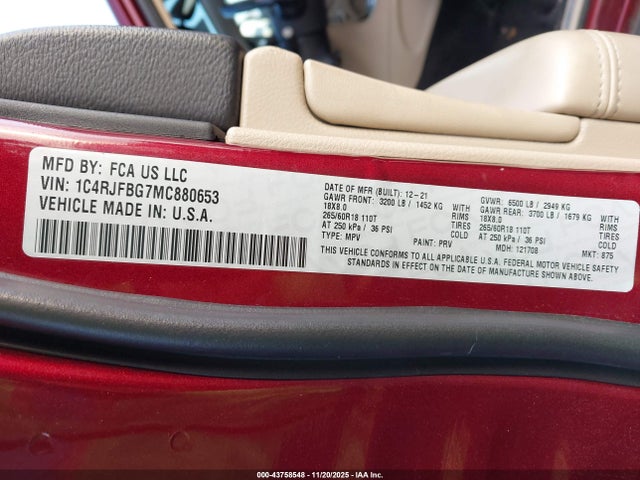 MFD BY: FCA US LLC
VIN: 1C4RJFBG7MC880653
VEHICLE MADE IN: U.S.A.
DATE OF MFR (BUILT): 12-21 GVWR: 6500 LB / 2949 KG
GAWR FRONT: 3200 LB / 1452 KG WITH GAWR REAR: 3700 LB / 1679 KG WITH
18X8.0 RIMS 18X8.0 RIMS
265/60R18 110T TIRES 265/60R18 110T TIRES
AT 250 kPa / 36 PSI COLD AT 250 kPa / 36 PSI COLD
TYPE: MPV PAINT: PRV MDH: 121708 MKT: 875
THIS VEHICLE CONFORMS TO ALL APPLICABLE U.S.A. FEDERAL MOTOR VEHICLE SAFETY
STANDARDS IN EFFECT ON THE DATE OF MANUFACTURE SHOWN ABOVE.
000-43758548 - 11/20/2025 - IAA Inc.